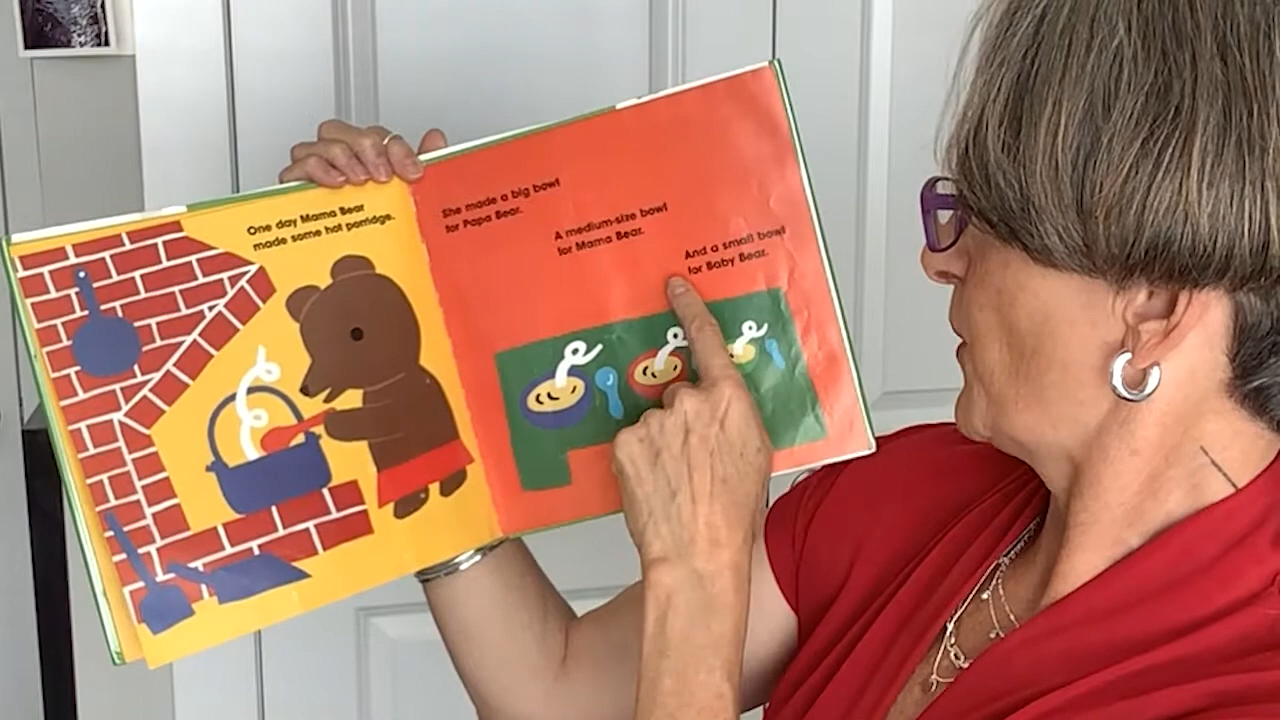 One day Mama Bear
made some hot porridge.
She made a big bowl
for Papa Bear.
A medium-size bowl
for Mama Bear.
And a small bowl
for Baby Bear.